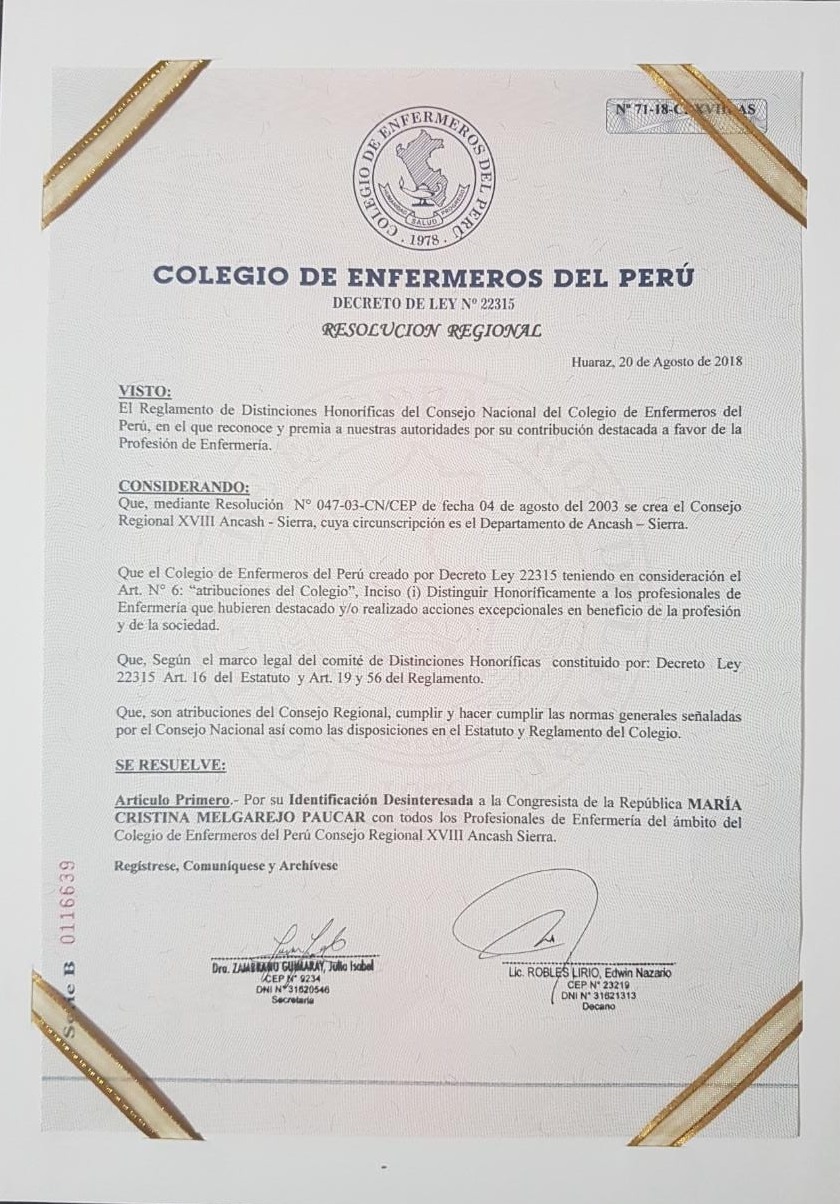 Nº 71-18-C. XVIII AS
COLEGIO DE ENFERMEROS DEL PERÚ
HUMANIDAD SALUD PROGRESO
. 1978 .
COLEGIO DE ENFERMEROS DEL PERÚ
DECRETO DE LEY Nº 22315
RESOLUCION REGIONAL
Huaraz, 20 de Agosto de 2018
VISTO:
El Reglamento de Distinciones Honoríficas del Consejo Nacional del Colegio de Enfermeros del
Perú, en el que reconoce y premia a nuestras autoridades por su contribución destacada a favor de la
Profesión de Enfermería.
CONSIDERANDO:
Que, mediante Resolución Nº 047-03-CN/CEP de fecha 04 de agosto del 2003 se crea el Consejo
Regional XVIII Ancash - Sierra, cuya circunscripción es el Departamento de Ancash – Sierra.
Que el Colegio de Enfermeros del Perú creado por Decreto Ley 22315 teniendo en consideración el
Art. Nº 6: “atribuciones del Colegio”, Inciso (i) Distinguir Honoríficamente a los profesionales de
Enfermería que hubieren destacado y/o realizado acciones excepcionales en beneficio de la profesión
y de la sociedad.
Que, Según el marco legal del comité de Distinciones Honoríficas constituido por: Decreto Ley
22315 Art. 16 del Estatuto y Art. 19 y 56 del Reglamento.
Que, son atribuciones del Consejo Regional, cumplir y hacer cumplir las normas generales señaladas
por el Consejo Nacional así como las disposiciones en el Estatuto y Reglamento del Colegio.
SE RESUELVE:
Articulo Primero.- Por su Identificación Desinteresada a la Congresista de la República MARÍA
CRISTINA MELGAREJO PAUCAR con todos los Profesionales de Enfermería del ámbito del
Colegio de Enfermeros del Perú Consejo Regional XVIII Ancash Sierra.
Regístrese, Comuníquese y Archívese
Serie B 0116639
Dra. ZAMBRANO GUIMARAY, Julia Isabel
CEP Nº 9234
DNI Nº 31620546
Secretaria
Lic. ROBLES LIRIO, Edwin Nazario
CEP Nº 23219
DNI Nº 31621313
Decano